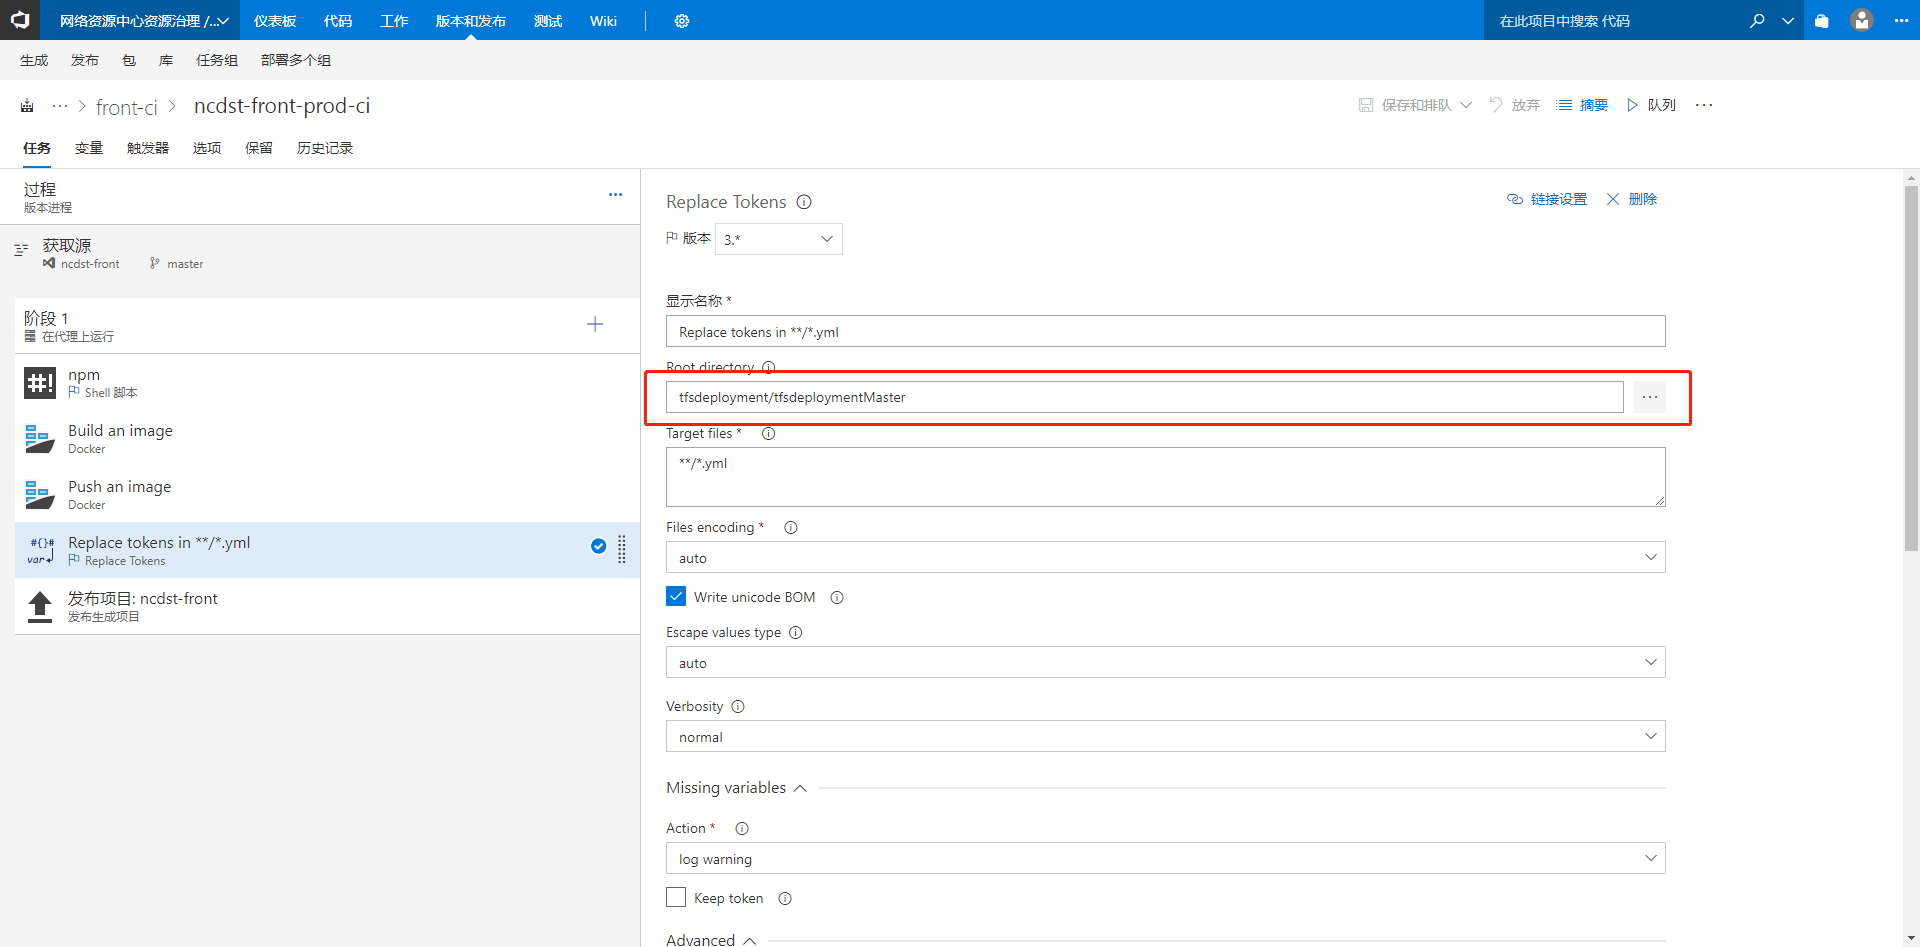 网络资源中心资源治理 /...
仪表板 代码 工作 版本和发布 测试 Wiki
在此项目中搜索 代码
生成 发布 包 库 任务组 部署多个组
··· > front-ci > ncdst-front-prod-ci
保存和排队 放弃 摘要 队列 ···
任务 变量 触发器 选项 保留 历史记录
过程
版本进程
获取源
ncdst-front master
阶段 1
在代理上运行
npm
Shell 脚本
Build an image
Docker
Push an image
Docker
#{}#
var
Replace tokens in **/*.yml
Replace Tokens
发布项目: ncdst-front
发布生成项目
Replace Tokens
链接设置 删除
版本 3.*
显示名称 *
Replace tokens in **/*.yml
Root directory
tfsdeployment/tfsdeploymentMaster
Target files *
**/*.yml
Files encoding *
auto
Write unicode BOM
Escape values type
auto
Verbosity
normal
Missing variables
Action *
log warning
Keep token
Advanced